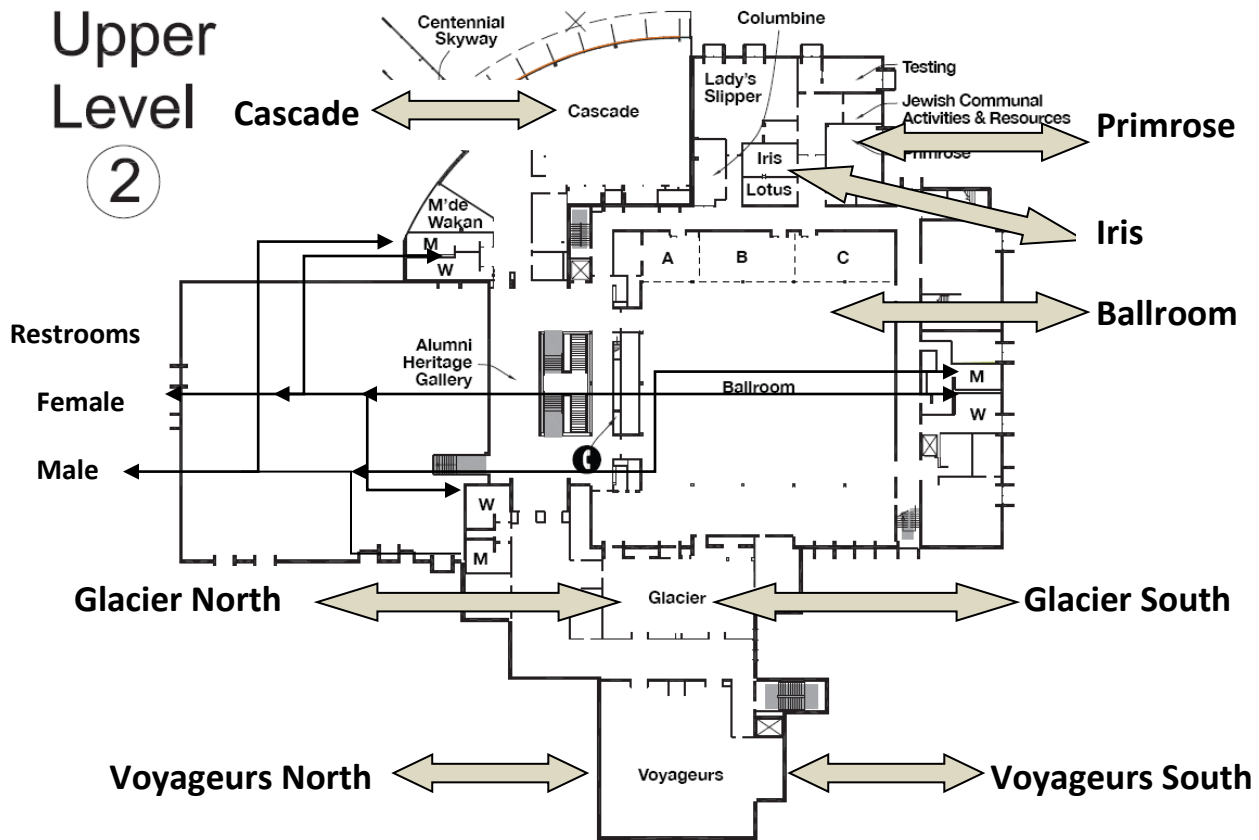 Upper
Level
2
Centennial
Skyway
Columbine
Cascade
Cascade
Lady's
Slipper
Testing
Jewish Communal
Activities & Resources
Primrose
Primrose
Iris
Lotus
Iris
M'de
Wakan
M
W
A
B
C
Ballroom
Restrooms
Alumni
Heritage
Gallery
Female
Ballroom
M
W
Male
W
M
Glacier North
Glacier
Glacier South
Voyageurs North
Voyageurs
Voyageurs South